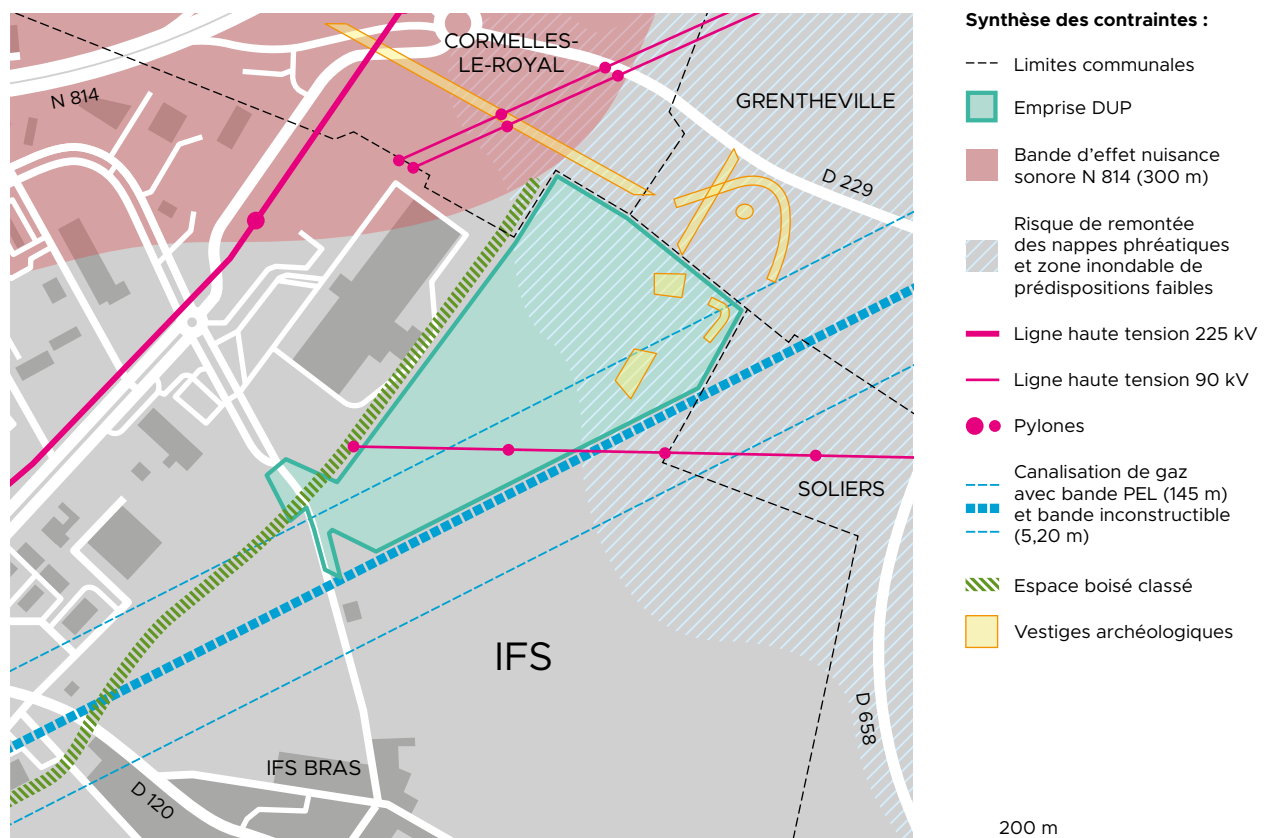 CORMELLES-
LE-ROYAL
N 814
GRENTHEVILLE
D 229
SOLIERS
IFS
D 658
IFS BRAS
D 120
Synthèse des contraintes :
Limites communales
Emprise DUP
Bande d’effet nuisance
sonore N 814 (300 m)
Risque de remontée
des nappes phréatiques
et zone inondable de
prédispositions faibles
Ligne haute tension 225 kV
Ligne haute tension 90 kV
Pylones
Canalisation de gaz
avec bande PEL (145 m)
et bande inconstructible
(5,20 m)
Espace boisé classé
Vestiges archéologiques
200 m